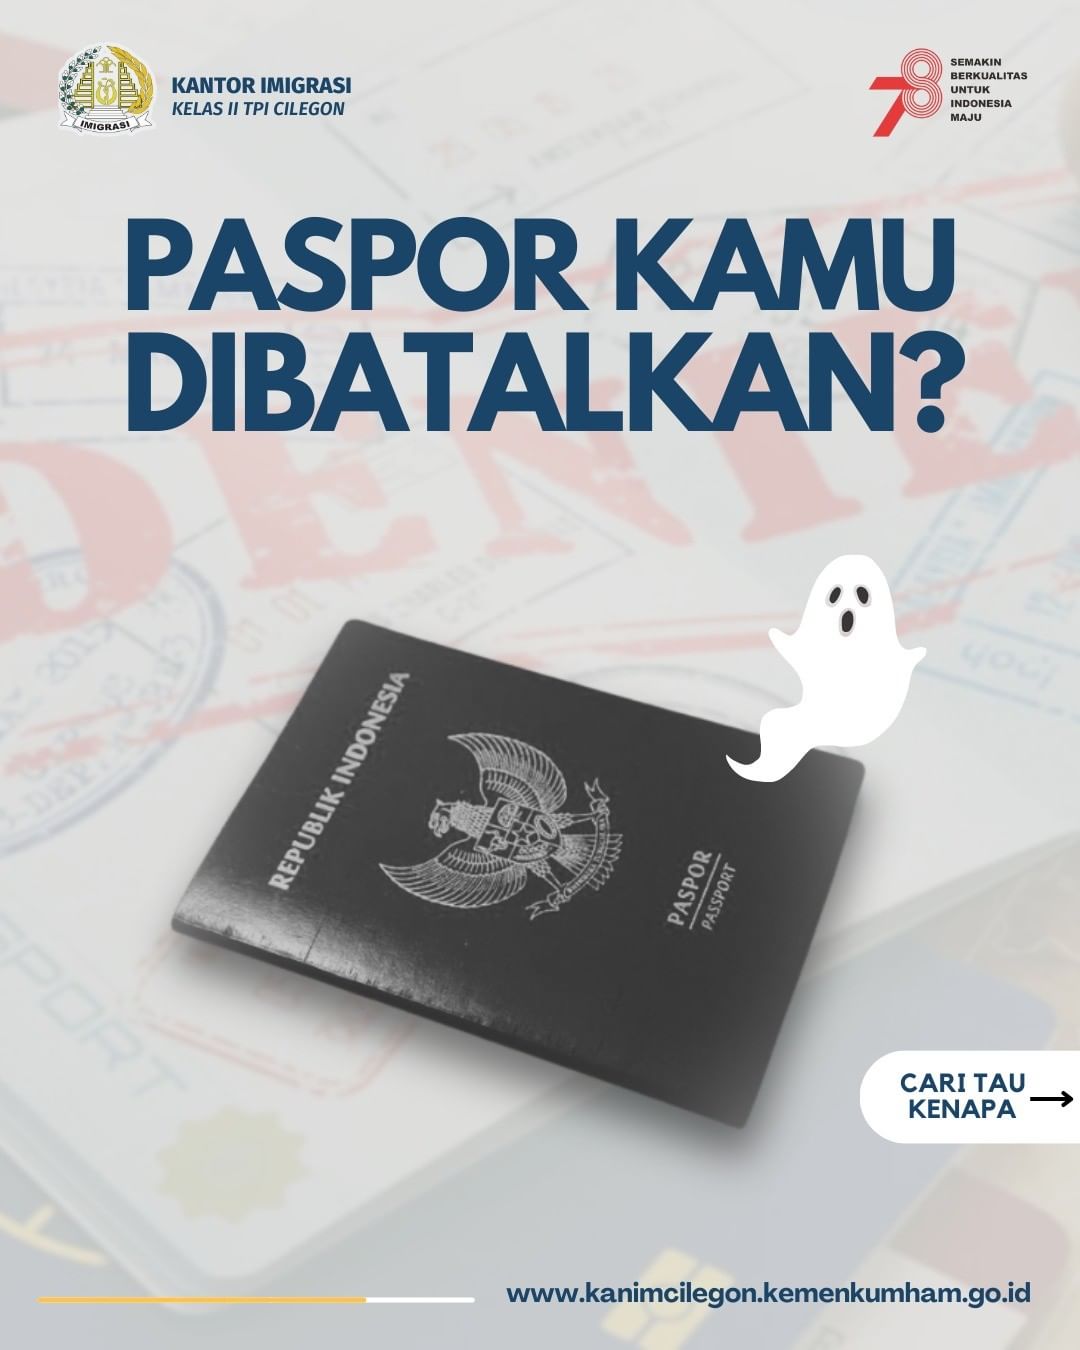 KANTOR IMIGRASI
KELAS II TPI CILEGON
IMIGRASI
78
SEMAKIN
BERKUALITAS
UNTUK
INDONESIA
MAJU
PASPOR KAMU
DIBATALKAN?
DENIE
REPUBLIK INDONESIA
PASPOR
PASSPORT
CARI TAU
KENAPA
www.kanimcilegon.kemenkumham.go.id